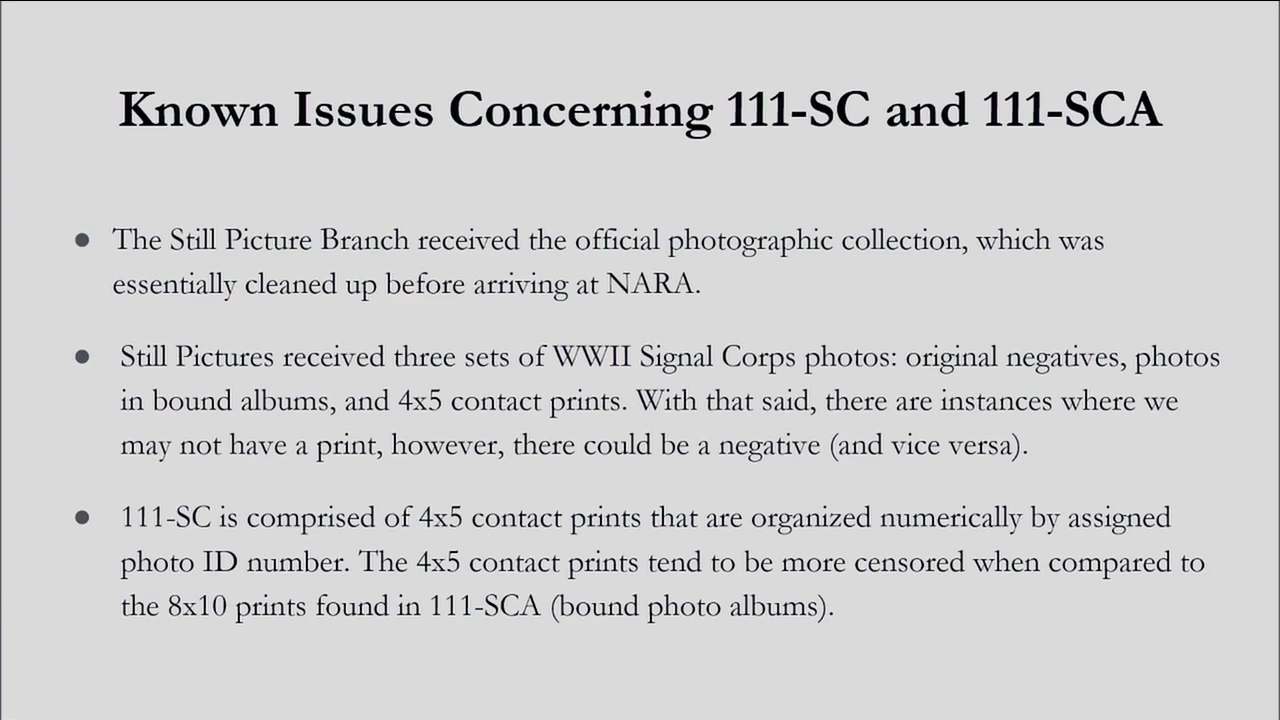 Known Issues Concerning 111-SC and 111-SCA
● The Still Picture Branch received the official photographic collection, which was
essentially cleaned up before arriving at NARA.
● Still Pictures received three sets of WWII Signal Corps photos: original negatives, photos
in bound albums, and 4x5 contact prints. With that said, there are instances where we
may not have a print, however, there could be a negative (and vice versa).
● 111-SC is comprised of 4x5 contact prints that are organized numerically by assigned
photo ID number. The 4x5 contact prints tend to be more censored when compared to
the 8x10 prints found in 111-SCA (bound photo albums).